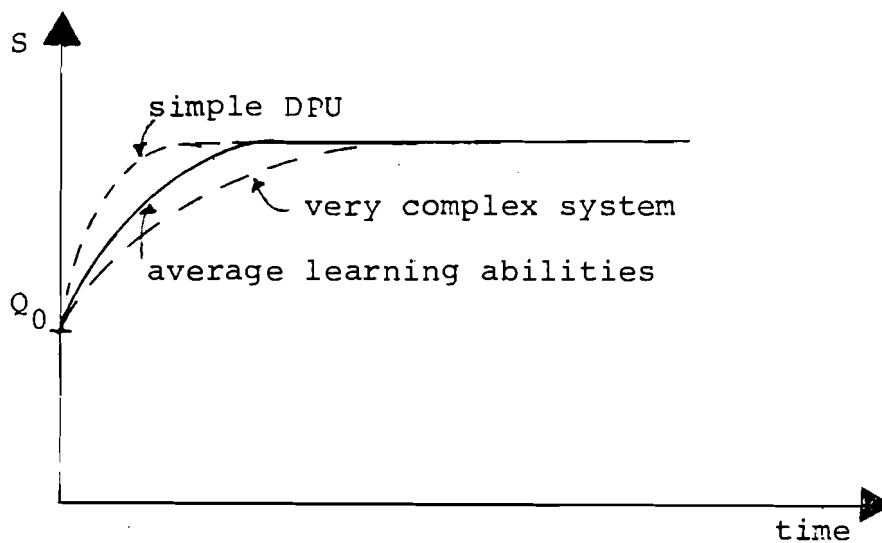 S
simple DPU
very complex system
average learning abilities
Q0
time